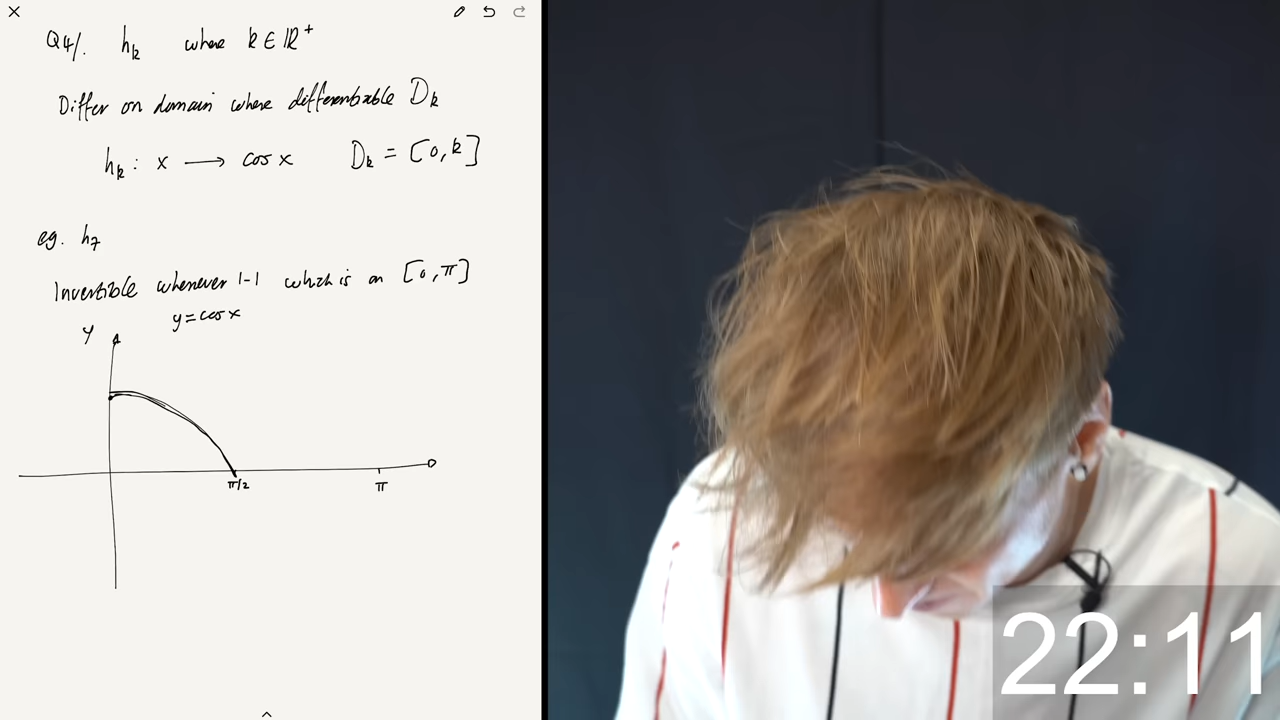 Q4/. hₖ where k ∈ ℝ⁺
Differ on domain where differentiable Dₖ
hₖ : x ⟶ cos x Dₖ = [0, k]
eg. h₇
Invertible whenever 1-1 which is on [0, π]
y = cos x
y
π/2
π
22:11